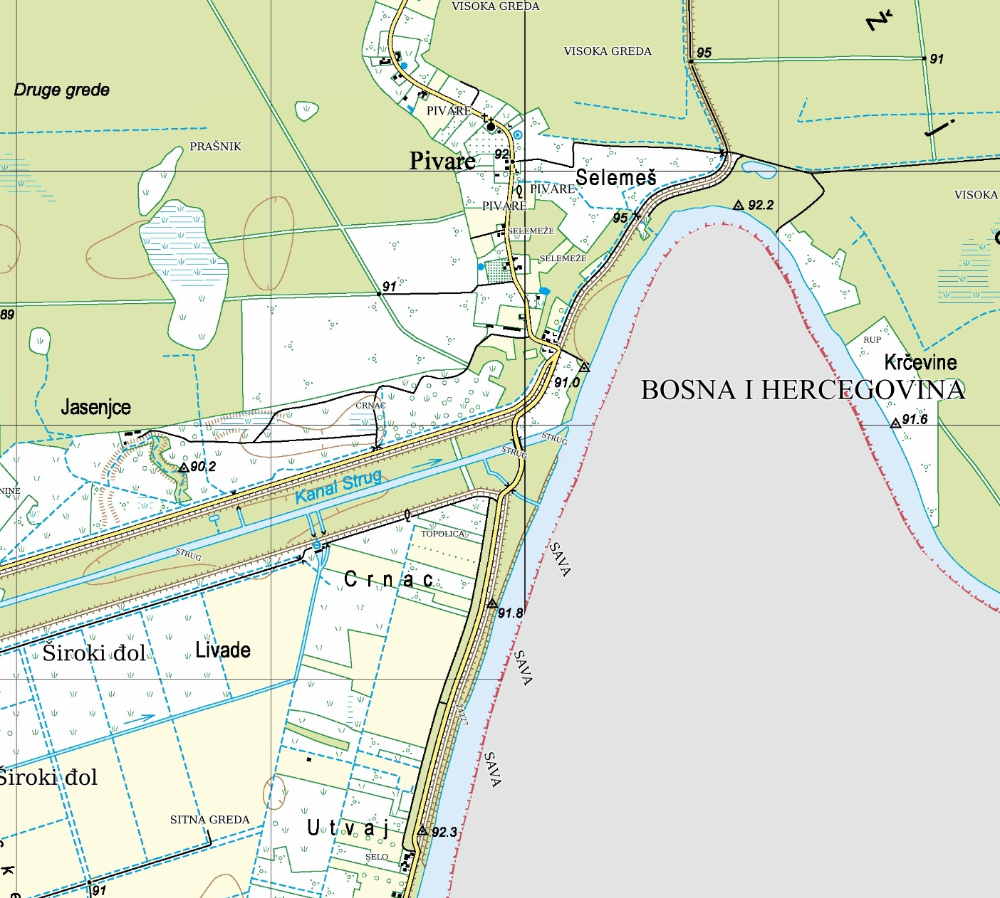 VISOKA GREDA
VISOKA GREDA
95
91
Druge grede
PIVARE
PRAŠNIK
92
Pivare
Selemeš
PIVARE
VISOKA
PIVARE
92.2
95
SELEMEŽE
SELEMEŽE
91
89
RUP
Krčevine
91.0
BOSNA I HERCEGOVINA
CRNAC
Jasenjce
91.6
STRUG
STRUG
90.2
Kanal Strug
NINE
TOPOLICA
STRUG
SAVA
Crnac
91.8
Široki đol
Livade
SAVA
74227
SAVA
Široki đol
SITNA GREDA
Utvaj
92.3
SELO
k
e
91